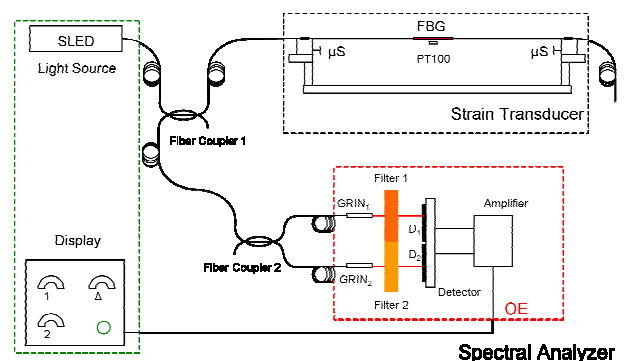 SLED
Light Source
FBG
µS
PT100
µS
Strain Transducer
Fiber Coupler 1
Filter 1
GRIN1
Amplifier
D1
Display
D2
Fiber Coupler 2
1
Δ
GRIN2
Detector
2
Filter 2
OE
Spectral Analyzer